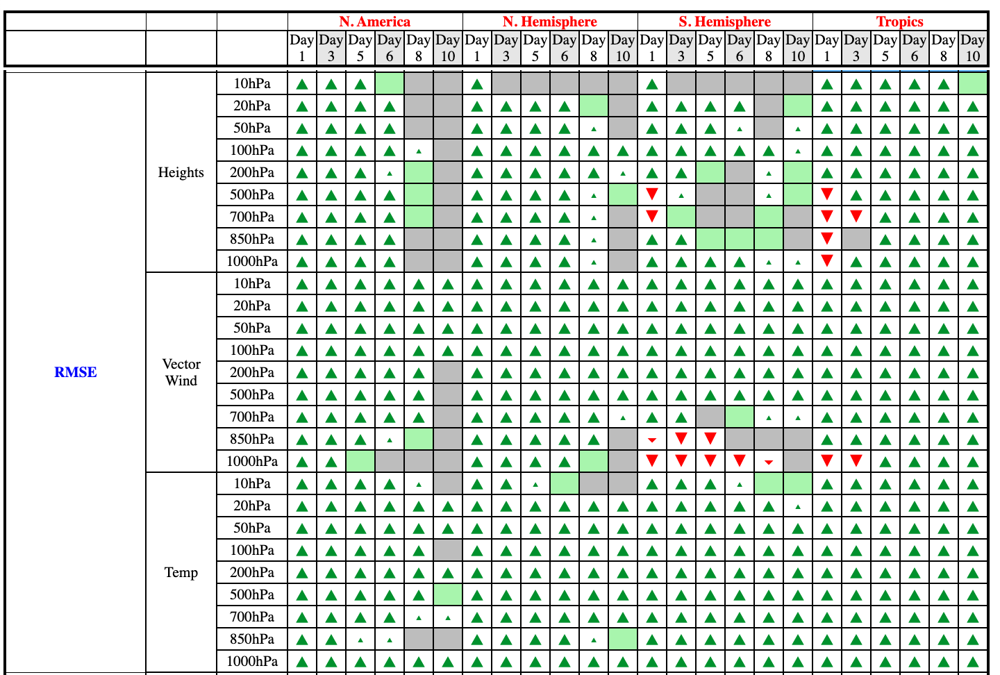 N. America N. Hemisphere S. Hemisphere Tropics
Day Day Day Day Day Day Day Day Day Day Day Day Day Day Day Day Day Day Day Day Day Day Day Day
1 3 5 6 8 10 1 3 5 6 8 10 1 3 5 6 8 10 1 3 5 6 8 10
RMSE
Heights
10hPa
20hPa
50hPa
100hPa
200hPa
500hPa
700hPa
850hPa
1000hPa
Vector
Wind
10hPa
20hPa
50hPa
100hPa
200hPa
500hPa
700hPa
850hPa
1000hPa
Temp
10hPa
20hPa
50hPa
100hPa
200hPa
500hPa
700hPa
850hPa
1000hPa